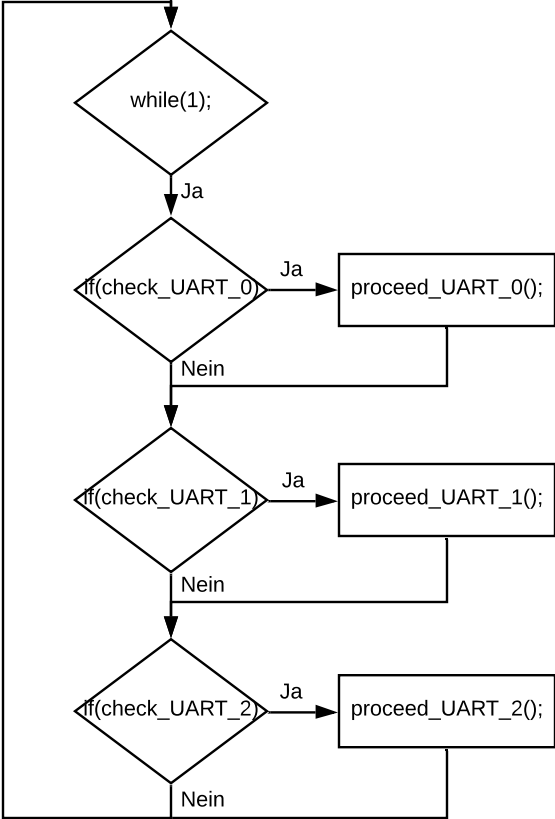 while(1);
Ja
if(check_UART_0)
Ja
proceed_UART_0();
Nein
if(check_UART_1)
Ja
proceed_UART_1();
Nein
if(check_UART_2)
Ja
proceed_UART_2();
Nein